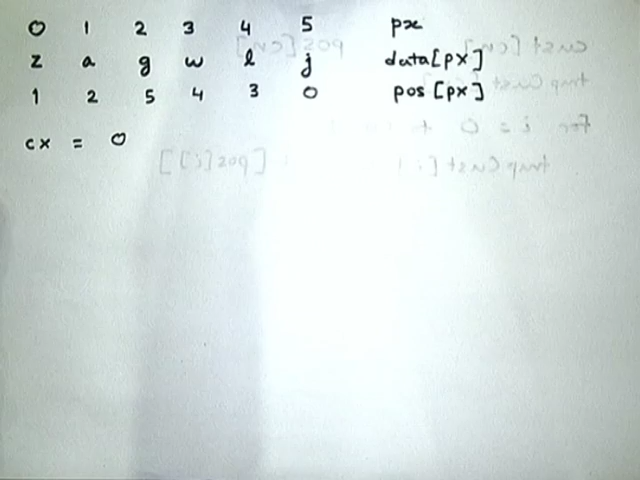 0 1 2 3 4 5 px
z a g w l j data[px]
1 2 5 4 3 0 pos[px]
cx = 0